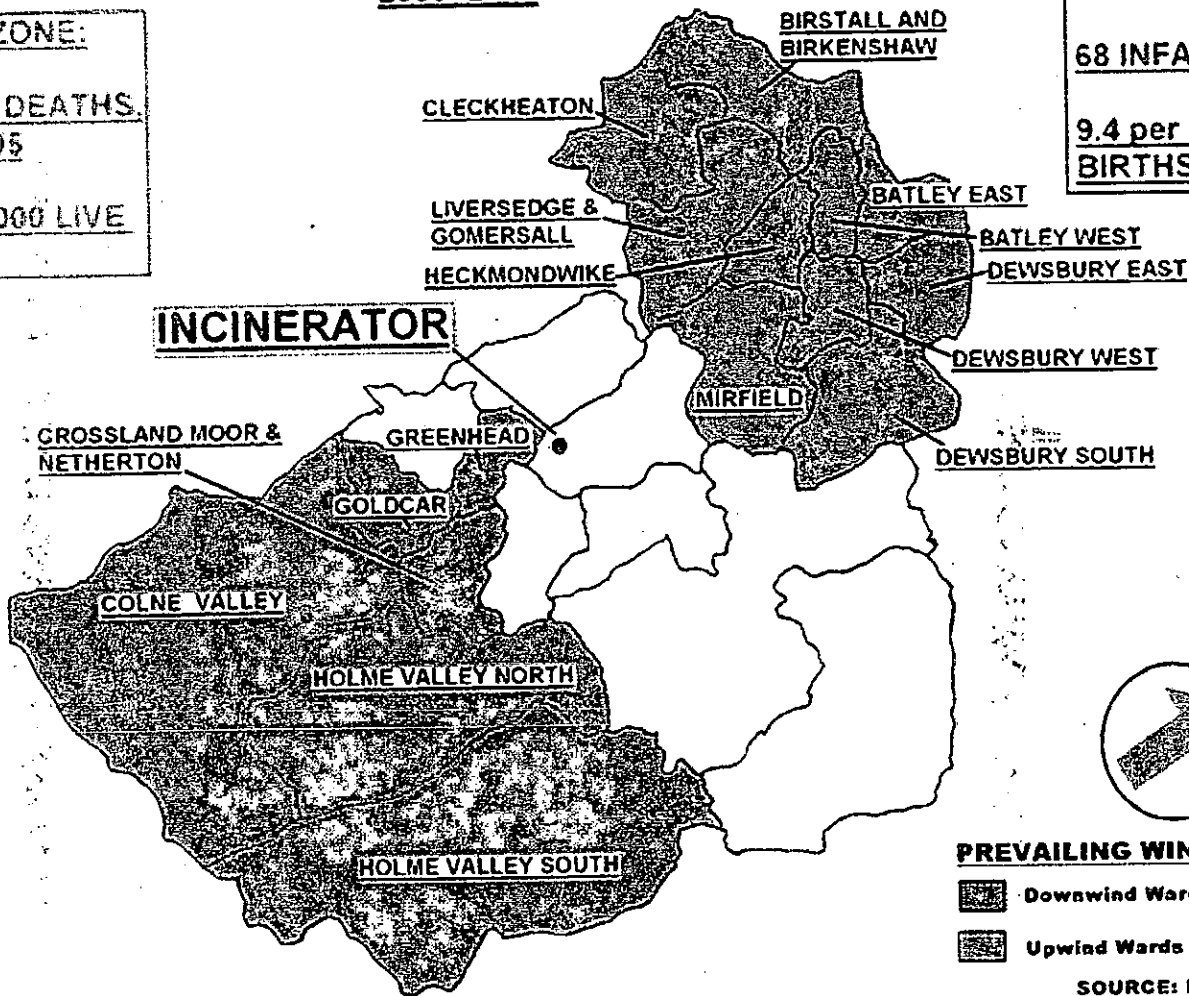 ZONE:
DEATHS.
95
000 LIVE
68 INFA
9.4 per
BIRTHS
BIRSTALL AND
BIRKENSHAW
CLECKHEATON
BATLEY EAST
LIVERSEDGE &
GOMERSALL
BATLEY WEST
HECKMONDWIKE
DEWSBURY EAST
INCINERATOR
DEWSBURY WEST
MIRFIELD
CROSSLAND MOOR &
NETHERTON
GREENHEAD
DEWSBURY SOUTH
GOLDCAR
COLNE VALLEY
HOLME VALLEY NORTH
HOLME VALLEY SOUTH
PREVAILING WIN
Downwind War
Upwind Wards
SOURCE: